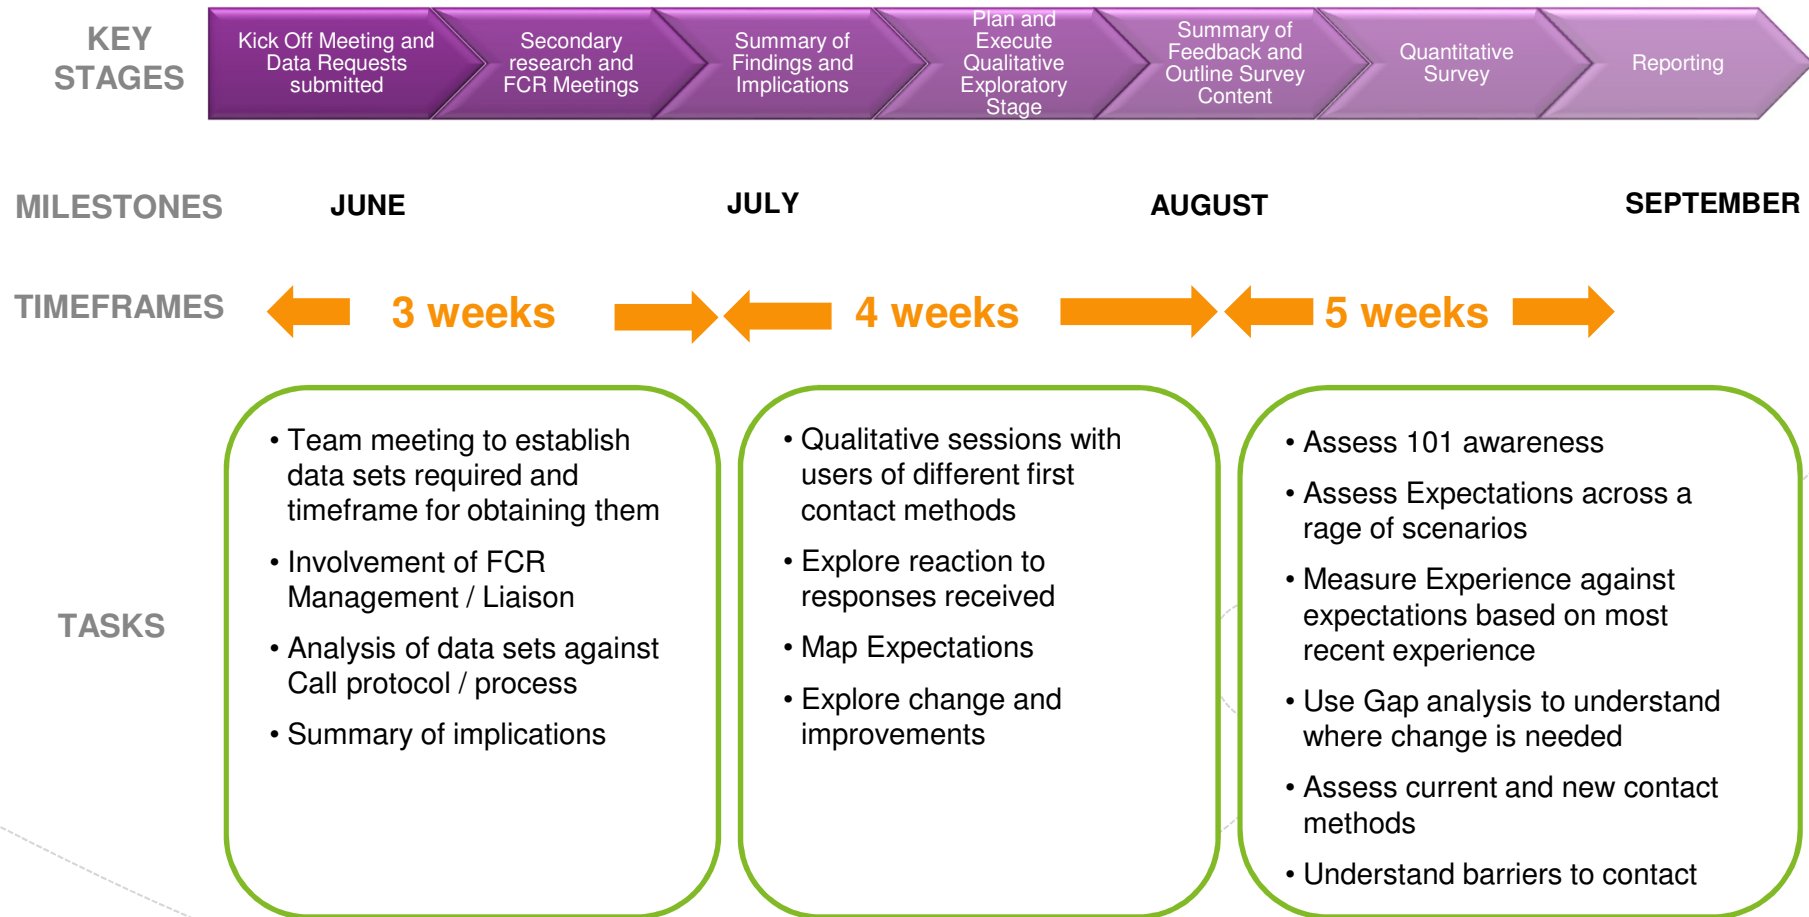 KEY
STAGES
Kick Off Meeting and
Data Requests
submitted
Secondary
research and
FCR Meetings
Summary of
Findings and
Implications
Plan and
Execute
Qualitative
Exploratory
Stage
Summary of
Feedback and
Outline Survey
Content
Quantitative
Survey
Reporting
MILESTONES
JUNE
JULY
AUGUST
SEPTEMBER
TIMEFRAMES
3 weeks
4 weeks
5 weeks
TASKS
• Team meeting to establish
data sets required and
timeframe for obtaining them
• Involvement of FCR
Management / Liaison
• Analysis of data sets against
Call protocol / process
• Summary of implications
• Qualitative sessions with
users of different first
contact methods
• Explore reaction to
responses received
• Map Expectations
• Explore change and
improvements
• Assess 101 awareness
• Assess Expectations across a
rage of scenarios
• Measure Experience against
expectations based on most
recent experience
• Use Gap analysis to understand
where change is needed
• Assess current and new contact
methods
• Understand barriers to contact